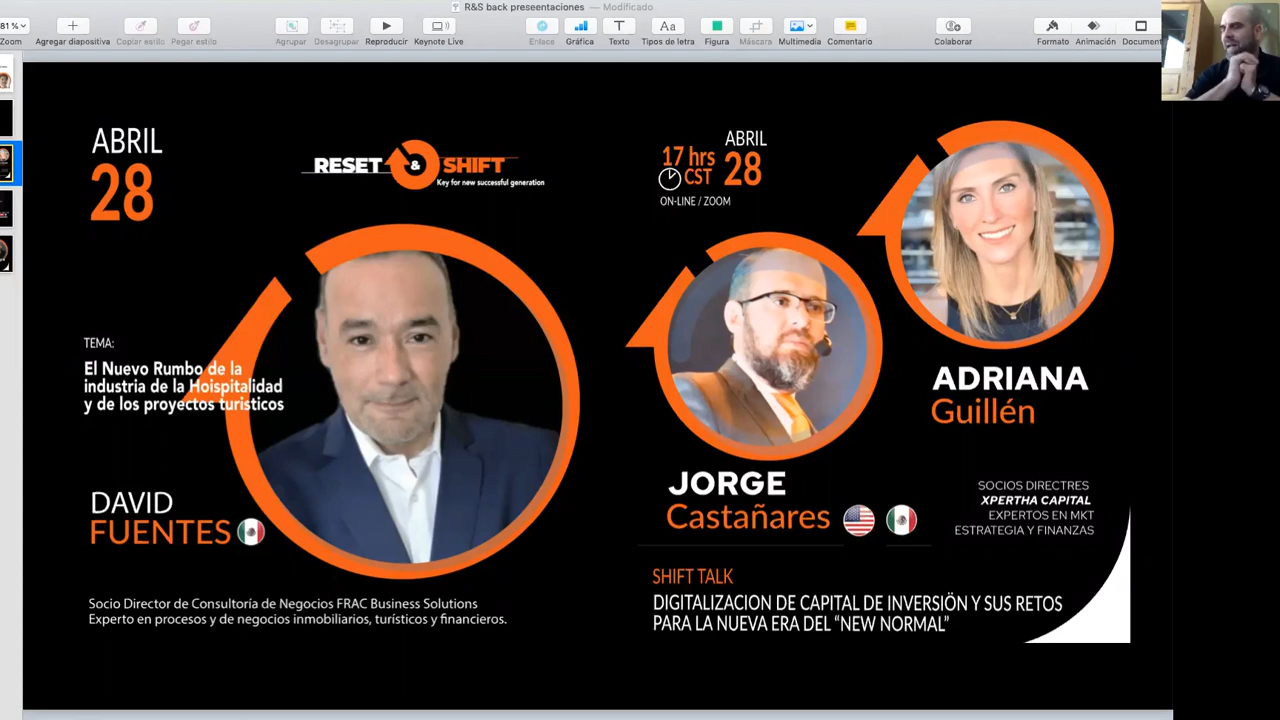 R&S back preseentaciones — Modificado
81 %
Zoom
Agregar diapositiva
Copiar estilo
Pegar estilo
Agrupar
Desagrupar
Reproducir
Keynote Live
Enlace
Gráfica
Texto
Tipos de letra
Figura
Máscara
Multimedia
Comentario
Colaborar
Formato
Animación
Document
ABRIL
28
RESET & SHIFT
Key for new successful generation
TEMA:
El Nuevo Rumbo de la
industria de la Hoispitalidad
y de los proyectos turisticos
DAVID
FUENTES
Socio Director de Consultoría de Negocios FRAC Business Solutions
Experto en procesos y de negocios inmobiliarios, turísticos y financieros.
17 hrs
CST
ABRIL
28
ON-LINE / ZOOM
ADRIANA
Guillén
JORGE
Castañares
SOCIOS DIRECTRES
XPERTHA CAPITAL
EXPERTOS EN MKT
ESTRATEGIA Y FINANZAS
SHIFT TALK
DIGITALIZACION DE CAPITAL DE INVERSIÖN Y SUS RETOS
PARA LA NUEVA ERA DEL “NEW NORMAL”